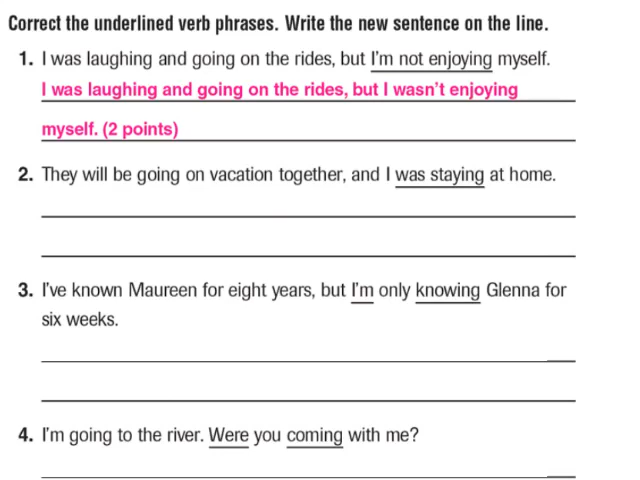 Correct the underlined verb phrases. Write the new sentence on the line.
1. I was laughing and going on the rides, but I'm not enjoying myself.
I was laughing and going on the rides, but I wasn't enjoying
myself. (2 points)
2. They will be going on vacation together, and I was staying at home.
3. I've known Maureen for eight years, but I'm only knowing Glenna for
six weeks.
4. I'm going to the river. Were you coming with me?